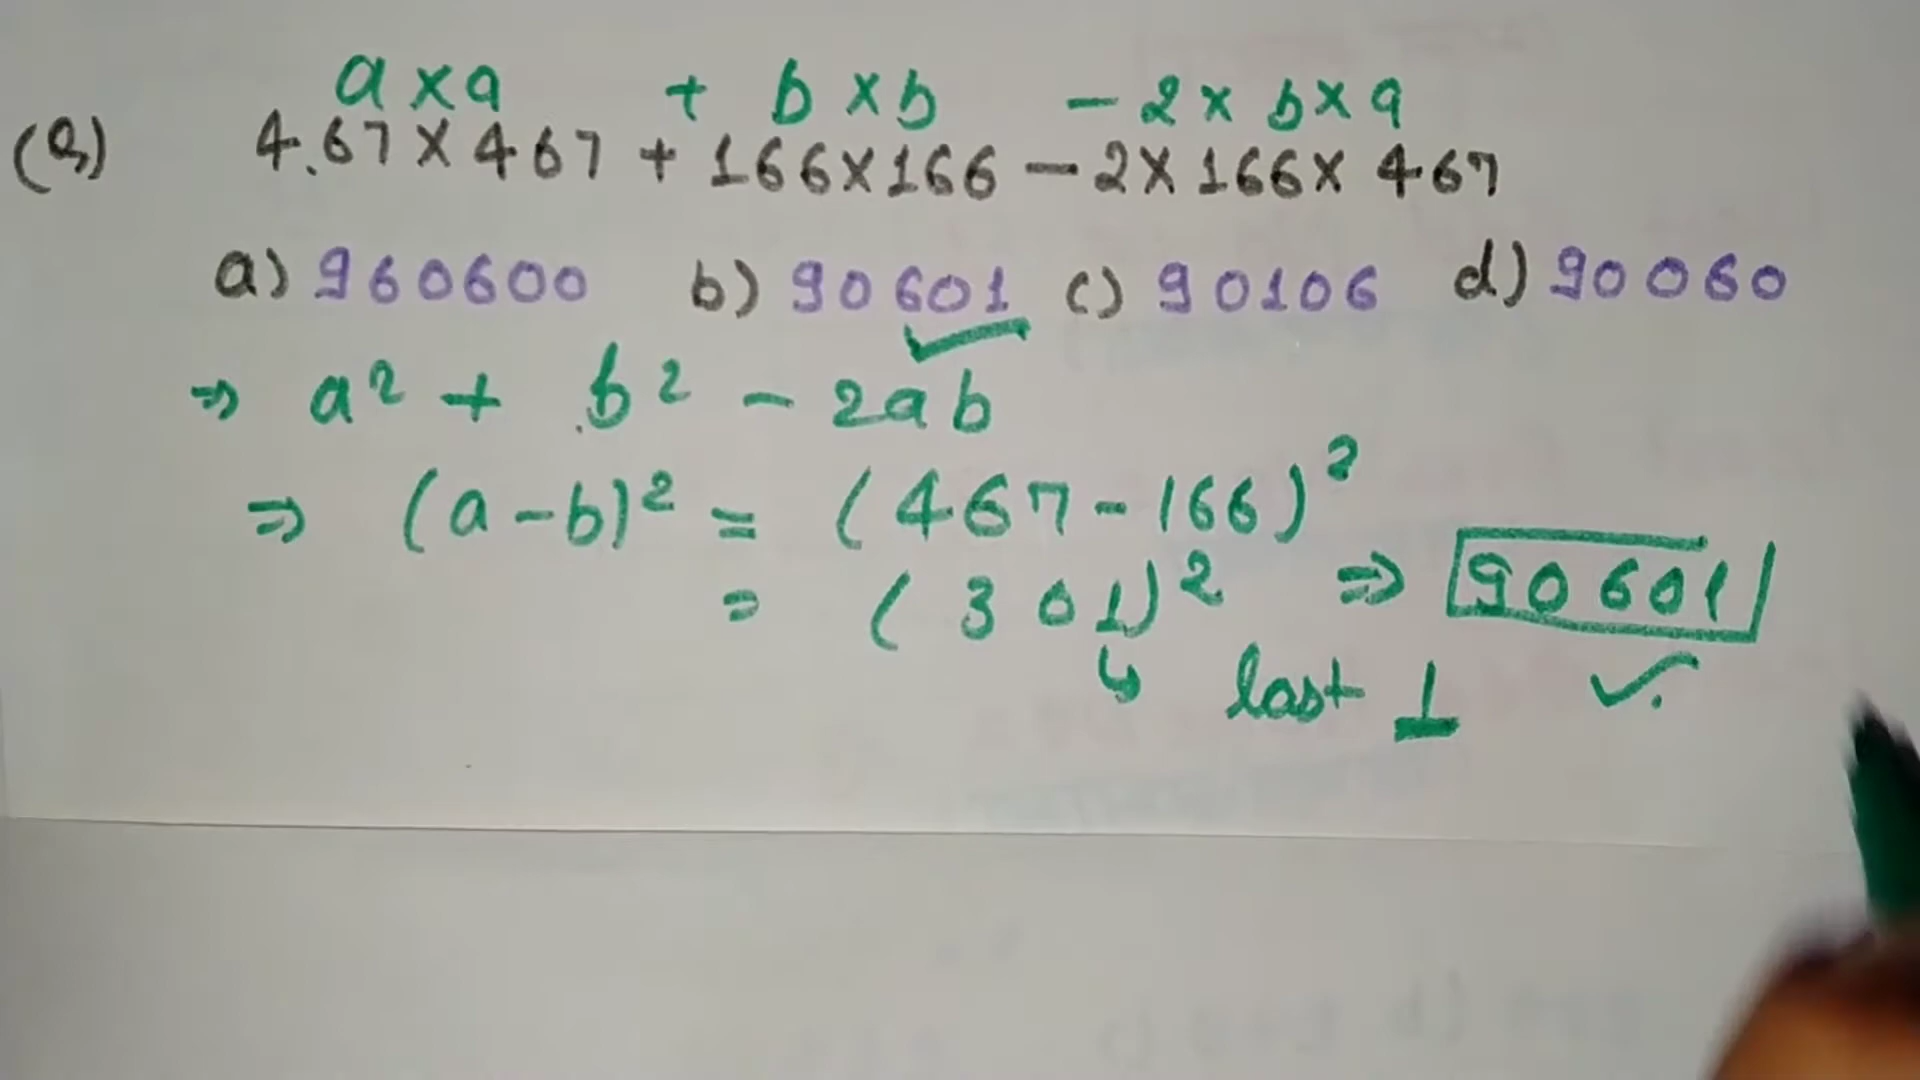 a×a + b×b -2×b×a
(Q) 4.67×467+166×166-2×166×467
a) 960600 b) 90601 c) 90106 d) 90060
⇒ a² + b² - 2ab
⇒ (a-b)² = (467-166)²
= (301)² ⇒ 90601
↳ last 1 ✓